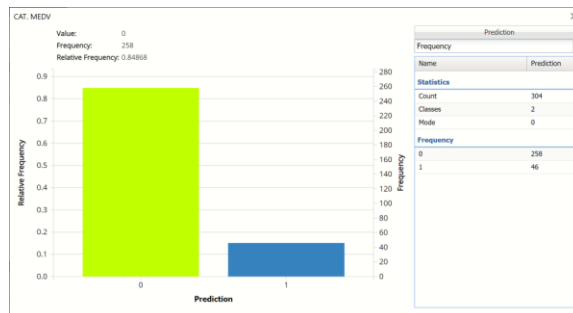 CAT. MEDV
Value: 0
Frequency: 258
Relative Frequency: 0.84868
0.9
0.8
0.7
0.6
0.5
0.4
0.3
0.2
0.1
0.0
Relative Frequency
280
260
240
220
200
180
160
140
120
100
80
60
40
20
0
Frequency
0 1
Prediction
Prediction
Frequency
Name Prediction
Statistics
Count 304
Classes 2
Mode 0
Frequency
0 258
1 46